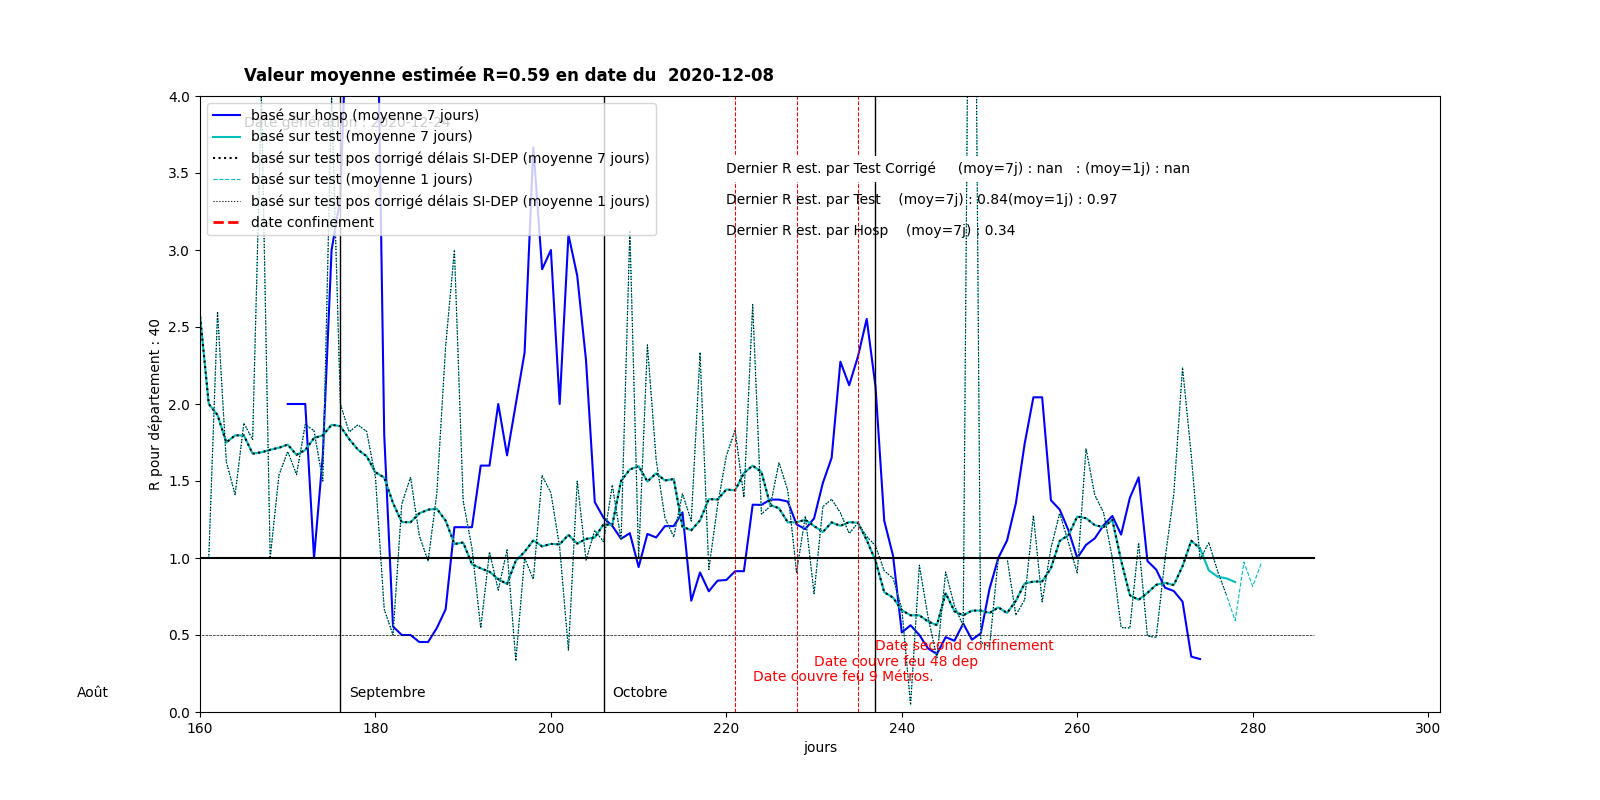 Valeur moyenne estimée R=0.59 en date du  2020-12-08
Date génération : 2020-12-24
basé sur hosp (moyenne 7 jours)
basé sur test (moyenne 7 jours)
basé sur test pos corrigé délais SI-DEP (moyenne 7 jours)
basé sur test (moyenne 1 jours)
basé sur test pos corrigé délais SI-DEP (moyenne 1 jours)
date confinement
Dernier R est. par Test Corrigé     (moy=7j) : nan   : (moy=1j) : nan
Dernier R est. par Test    (moy=7j) : 0.84(moy=1j) : 0.97
Dernier R est. par Hosp    (moy=7j) : 0.34
4.0
3.5
3.0
2.5
2.0
1.5
1.0
0.5
0.0
R pour département : 40
Date second confinement
Date couvre feu 48 dep
Date couvre feu 9 Métros.
Août
Septembre
Octobre
160 180 200 220 240 260 280 300
jours